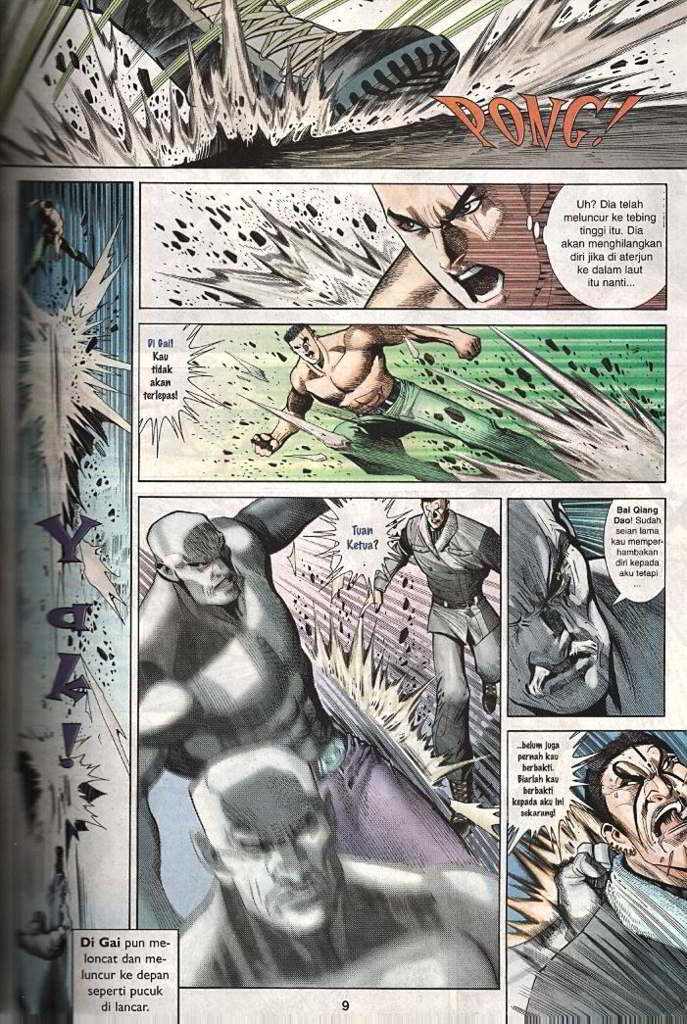 PONG!
Uh? Dia telah
meluncur ke tebing
tinggi itu. Dia
akan menghilangkan
diri jika di aterjun
ke dalam laut
itu nanti...
Di Gai!
Kau
tidak
akan
terlepas!
Yak!
Tuan
Ketua?
Bai Qiang
Dao! Sudah
seian lama
kau memper-
hambakan
diri kepada
aku tetapi
...
..belum juga
pernah kau
berbakti.
Biarlah kau
berbakti
kepada aku ini
sekarang!
Di Gai pun me-
loncat dan me-
luncur ke depan
seperti pucuk
di lancar.
9